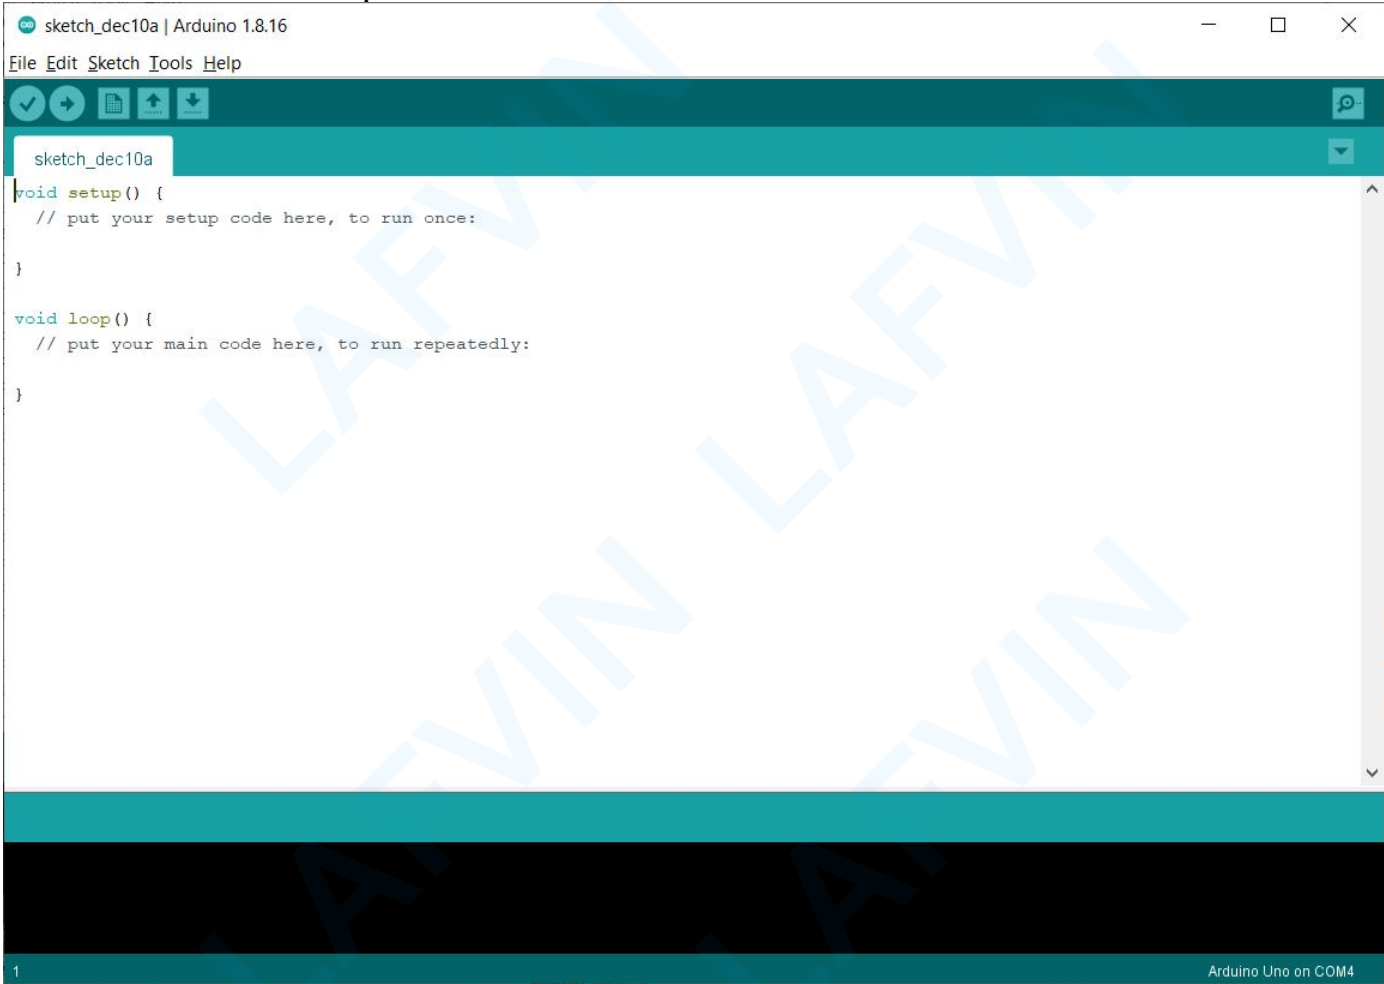 sketch_dec10a | Arduino 1.8.16
File Edit Sketch Tools Help
sketch_dec10a
void setup() {
  // put your setup code here, to run once:
}
void loop() {
  // put your main code here, to run repeatedly:
}
1
Arduino Uno on COM4
LAFVIN
LAFVIN
LAFVIN
LAFVIN